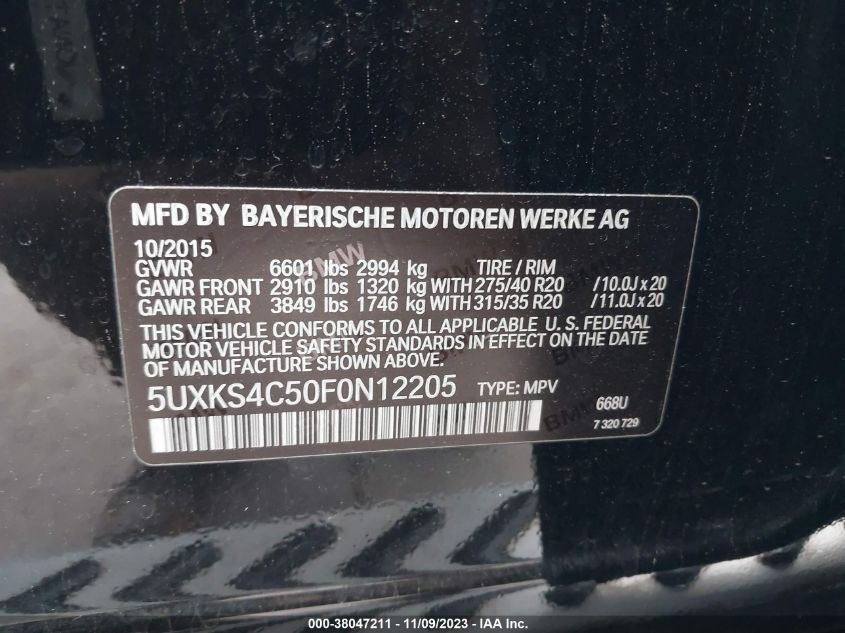 MFD BY BAYERISCHE MOTOREN WERKE AG
10/2015
GVWR 6601 lbs 2994 kg TIRE / RIM
GAWR FRONT 2910 lbs 1320 kg WITH 275/40 R20 /10.0J x 20
GAWR REAR 3849 lbs 1746 kg WITH 315/35 R20 /11.0J x 20
THIS VEHICLE CONFORMS TO ALL APPLICABLE U. S. FEDERAL
MOTOR VEHICLE SAFETY STANDARDS IN EFFECT ON THE DATE
OF MANUFACTURE SHOWN ABOVE.
5UXKS4C50F0N12205 TYPE: MPV
668U
7 320 729
000-38047211 - 11/09/2023 - IAA Inc.